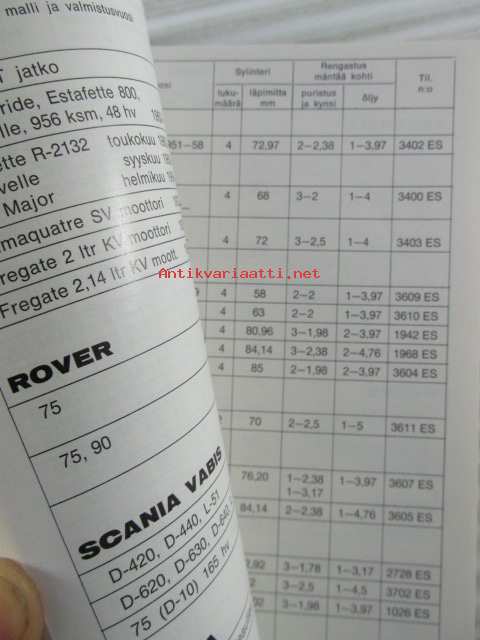 malli ja valmistusvuosi
jatko
Estafette 800,
956 ksm, 48 hv
R-2132 toukokuu
syyskuu
helmikuu
Major
SV moottori
2 ltr KV moottori
Fregate 2,14 ltr KV moott.
ROVER
75
75, 90
SCANIA VABIS
D-420, D-440, L-51
D-620, D-630,
75 (D-10) 165 hv
Sylinteri Rengastus mäntää kohti Til. n:o
luku-määrä läpimitta mm puristus ja kynsi öljy
951–58 4 72,97 2–2,38 1–3,97 3402 ES
4 68 3–2 1–4 3400 ES
4 72 3–2,5 1–4 3403 ES
Antikvariaatti.net
4 58 2–2 1–3,97 3609 ES
4 63 2–2 1–3,97 3610 ES
4 80,96 3–1,98 2–3,97 1942 ES
4 84,14 3–2,38 2–4,76 1968 ES
4 85 2–1,98 2–3,97 3604 ES
70 2–2,5 1–5 3611 ES
76,20 1–2,38 1–3,97 3607 ES
1–3,17
84,14 2–2,38 1–4,76 3605 ES
3–1,78 1–3,17 2728 ES
3–2,5 1–4,5 3702 ES
3–1,98 1–3,97 1026 ES